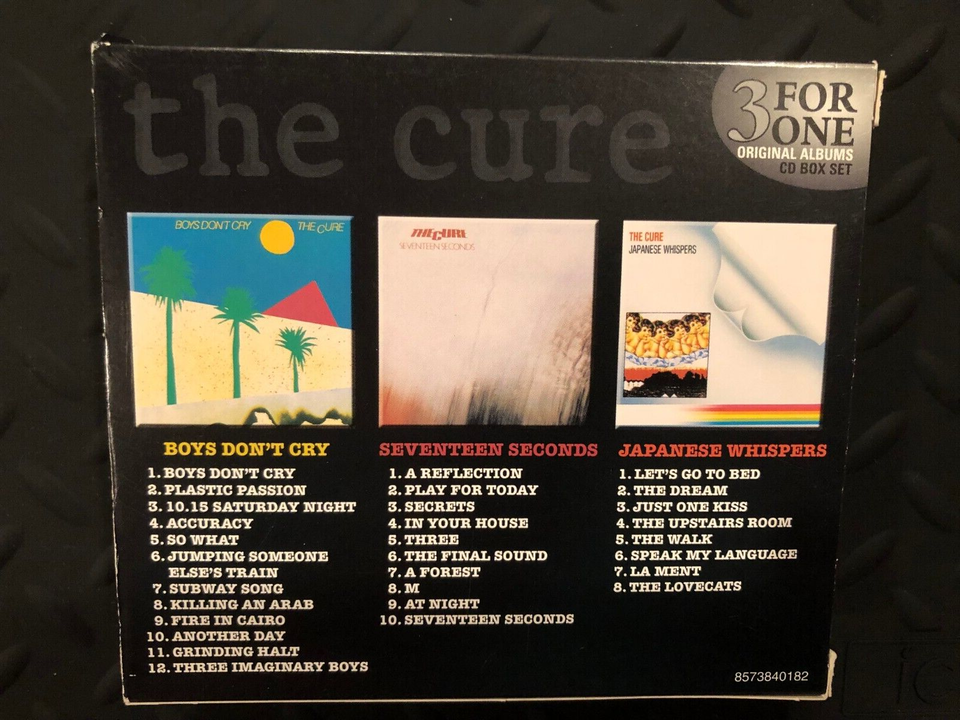 the cure
3 FOR ONE
ORIGINAL ALBUMS
CD BOX SET
BOYS DON'T CRY THE CURE
THE CURE
SEVENTEEN SECONDS
THE CURE
JAPANESE WHISPERS
BOYS DON'T CRY
1. BOYS DON'T CRY
2. PLASTIC PASSION
3. 10.15 SATURDAY NIGHT
4. ACCURACY
5. SO WHAT
6. JUMPING SOMEONE
ELSE'S TRAIN
7. SUBWAY SONG
8. KILLING AN ARAB
9. FIRE IN CAIRO
10. ANOTHER DAY
11. GRINDING HALT
12. THREE IMAGINARY BOYS
SEVENTEEN SECONDS
1. A REFLECTION
2. PLAY FOR TODAY
3. SECRETS
4. IN YOUR HOUSE
5. THREE
6. THE FINAL SOUND
7. A FOREST
8. M
9. AT NIGHT
10. SEVENTEEN SECONDS
JAPANESE WHISPERS
1. LET'S GO TO BED
2. THE DREAM
3. JUST ONE KISS
4. THE UPSTAIRS ROOM
5. THE WALK
6. SPEAK MY LANGUAGE
7. LA MENT
8. THE LOVECATS
8573840182